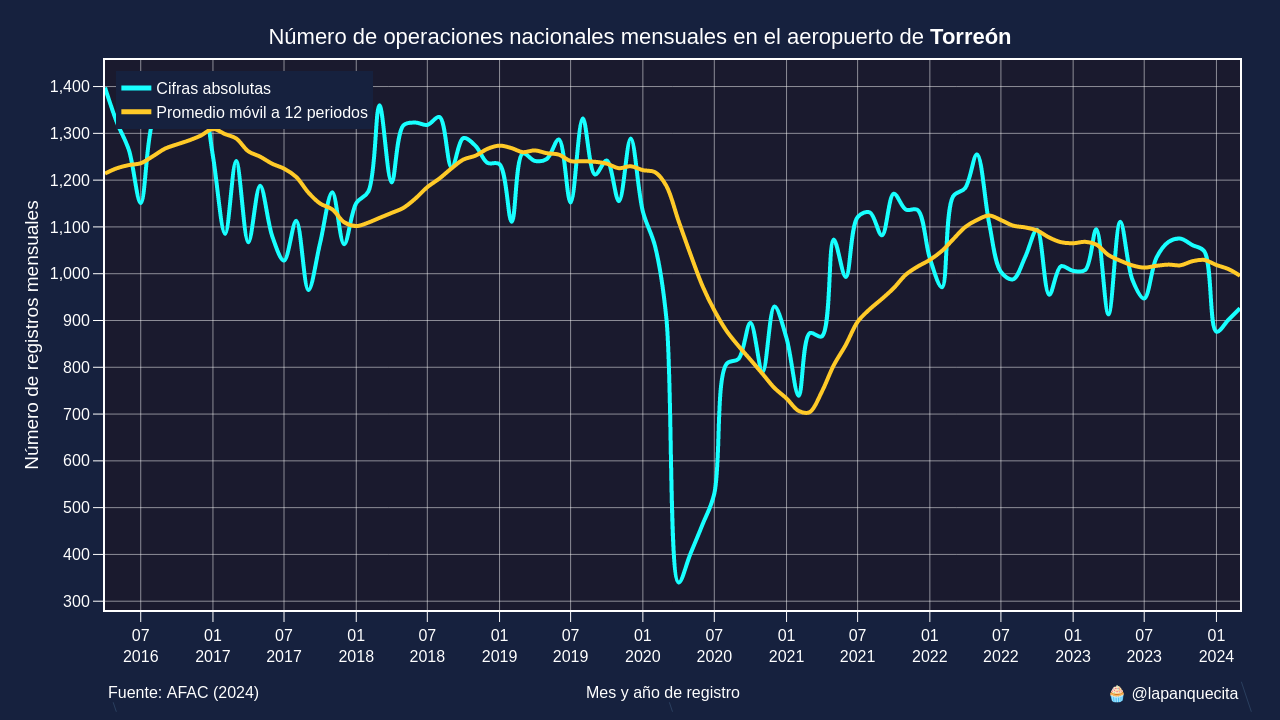 Número de operaciones nacionales mensuales en el aeropuerto de Torreón
Cifras absolutas
Promedio móvil a 12 periodos
Número de registros mensuales
1,400
1,300
1,200
1,100
1,000
900
800
700
600
500
400
300
07 01 07 01 07 01 07 01 07 01 07 01 07 01 07 01
2016 2017 2017 2018 2018 2019 2019 2020 2020 2021 2021 2022 2022 2023 2023 2024
Fuente: AFAC (2024)
Mes y año de registro
🧁 @lapanquecita